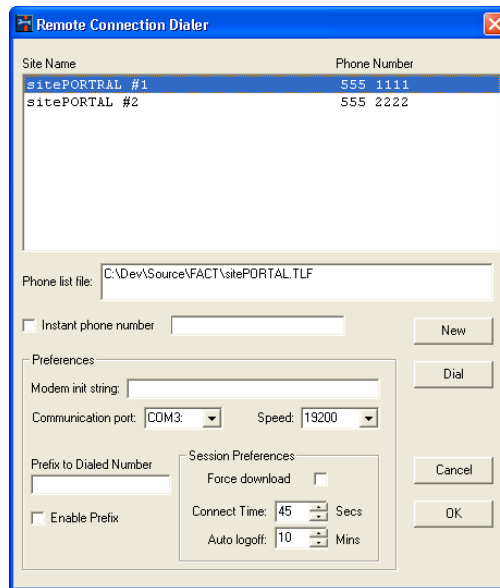 Remote Connection Dialer
Site Name Phone Number
sitePORTRAL #1 555 1111
sitePORTAL #2 555 2222
Phone list file: C:\Dev\Source\FACT\sitePORTAL.TLF
Instant phone number
New
Preferences
Dial
Modem init string:
Communication port: COM3: Speed: 19200
Prefix to Dialed Number
Enable Prefix
Session Preferences
Force download
Connect Time: 45 Secs
Auto logoff: 10 Mins
Cancel
OK